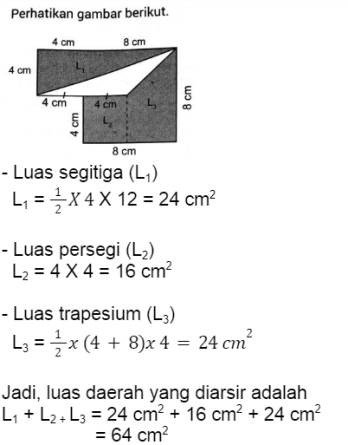 Perhatikan gambar berikut.
4 cm 8 cm
4 cm L₁
4 cm 4 cm L₃ 8 cm
4 cm L₂
8 cm
- Luas segitiga (L₁)
L₁ = 1/2 X 4 X 12 = 24 cm²
- Luas persegi (L₂)
L₂ = 4 X 4 = 16 cm²
- Luas trapesium (L₃)
L₃ = 1/2 x (4 + 8)x 4 = 24 cm²
Jadi, luas daerah yang diarsir adalah
L₁ + L₂ + L₃ = 24 cm² + 16 cm² + 24 cm²
= 64 cm²